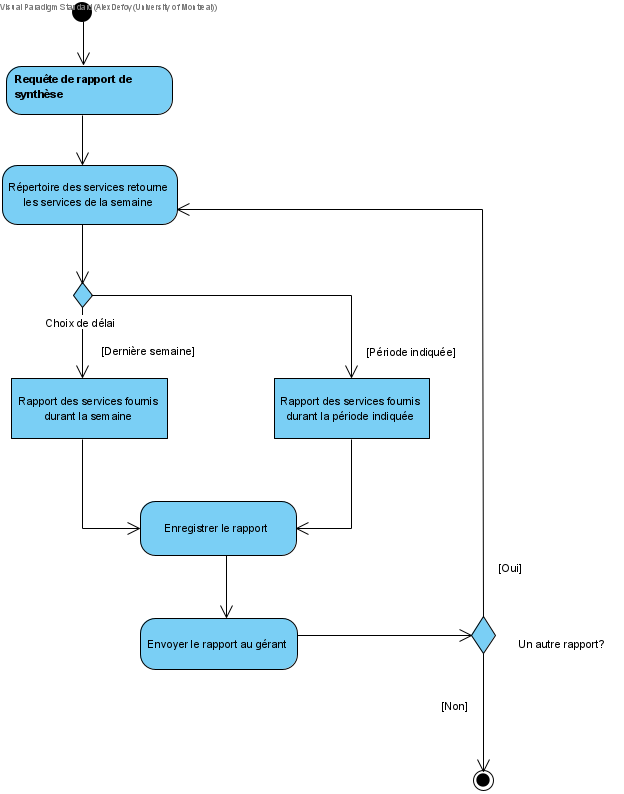 Visual Paradigm Standard(Alex Defoy(University of Montreal))
Requête de rapport de
synthèse
Répertoire des services retourne
les services de la semaine
Choix de délai
[Dernière semaine]
[Période indiquée]
Rapport des services fournis
durant la semaine
Rapport des services fournis
durant la période indiquée
Enregistrer le rapport
[Oui]
Envoyer le rapport au gérant
Un autre rapport?
[Non]